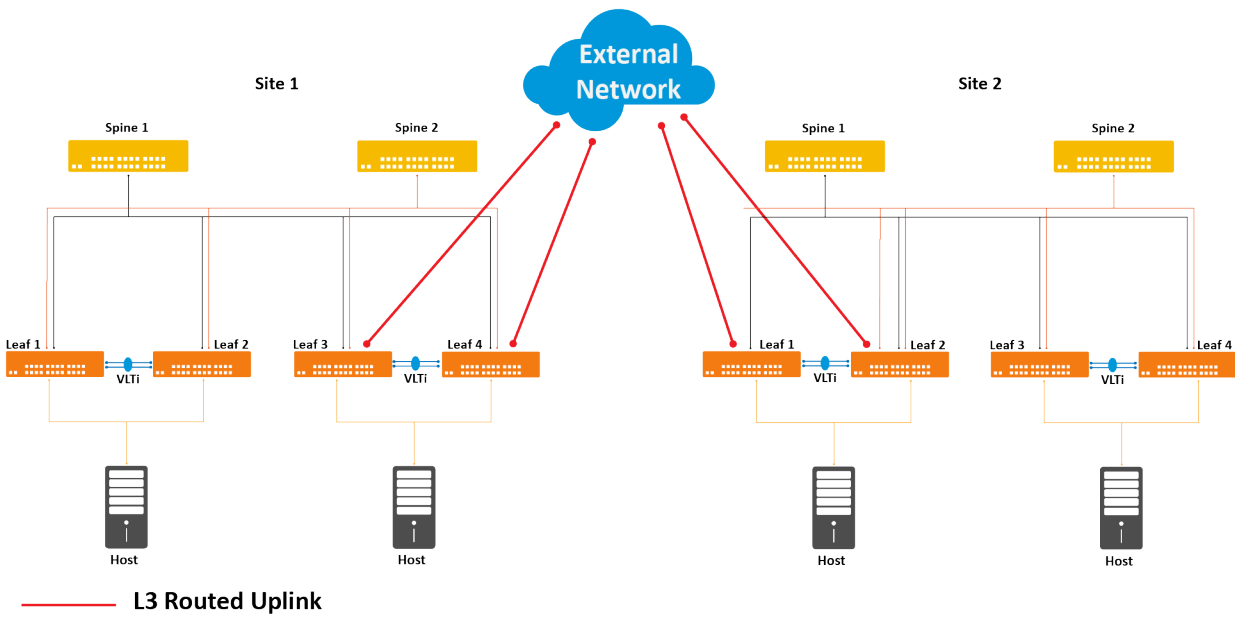 External
Network
Site 1
Site 2
Spine 1
Spine 2
Spine 1
Spine 2
Leaf 1
Leaf 2
Leaf 3
Leaf 4
Leaf 1
Leaf 2
Leaf 3
Leaf 4
VLTi
VLTi
VLTi
VLTi
Host
Host
Host
Host
L3 Routed Uplink